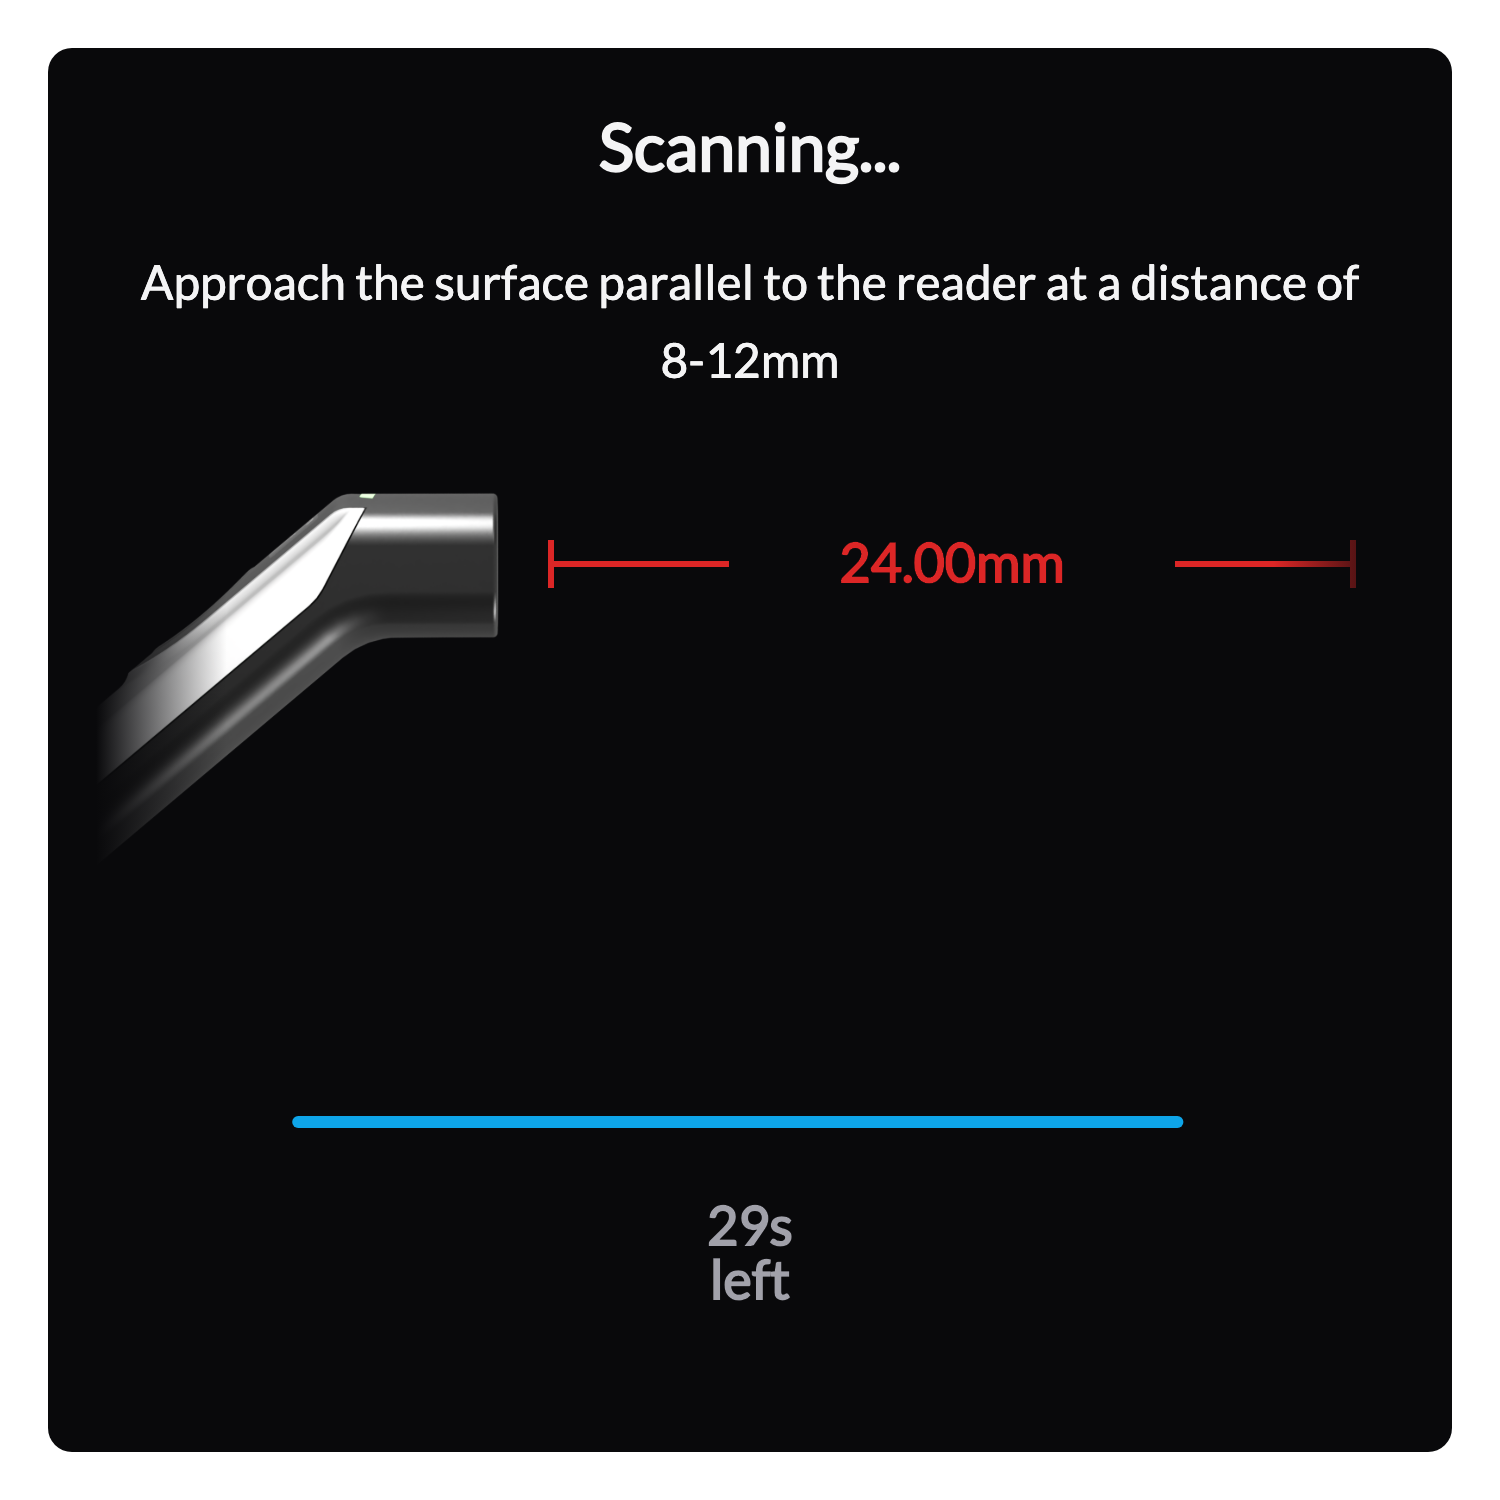 Scanning...
Approach the surface parallel to the reader at a distance of
8-12mm
24.00mm
29s
left